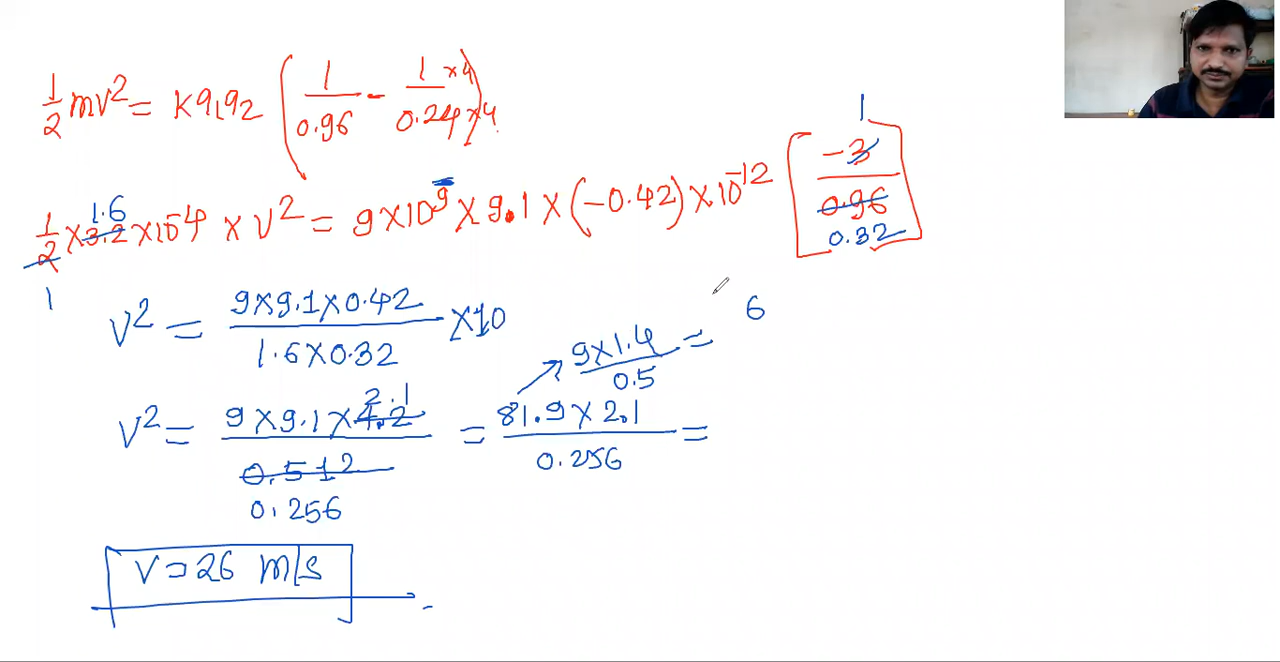 1/2 mv² = Kq₁q₂ ( 1/0.96 - 1×4/0.24×4 )
1/2 × 3.2 1.6 × 10⁻⁴ × V² = 9×10⁹ × 9.1 × (-0.42) × 10⁻¹² [ -3/0.96 ] 1 0.32
1
V² = 9×9.1×0.42 / 1.6×0.32 ×10
9×1.4 / 0.5 = 6
V² = 9×9.1×4.2 2.1 / 0.512 0.256 = 81.9×2.1 / 0.256 =
V=26 m/s